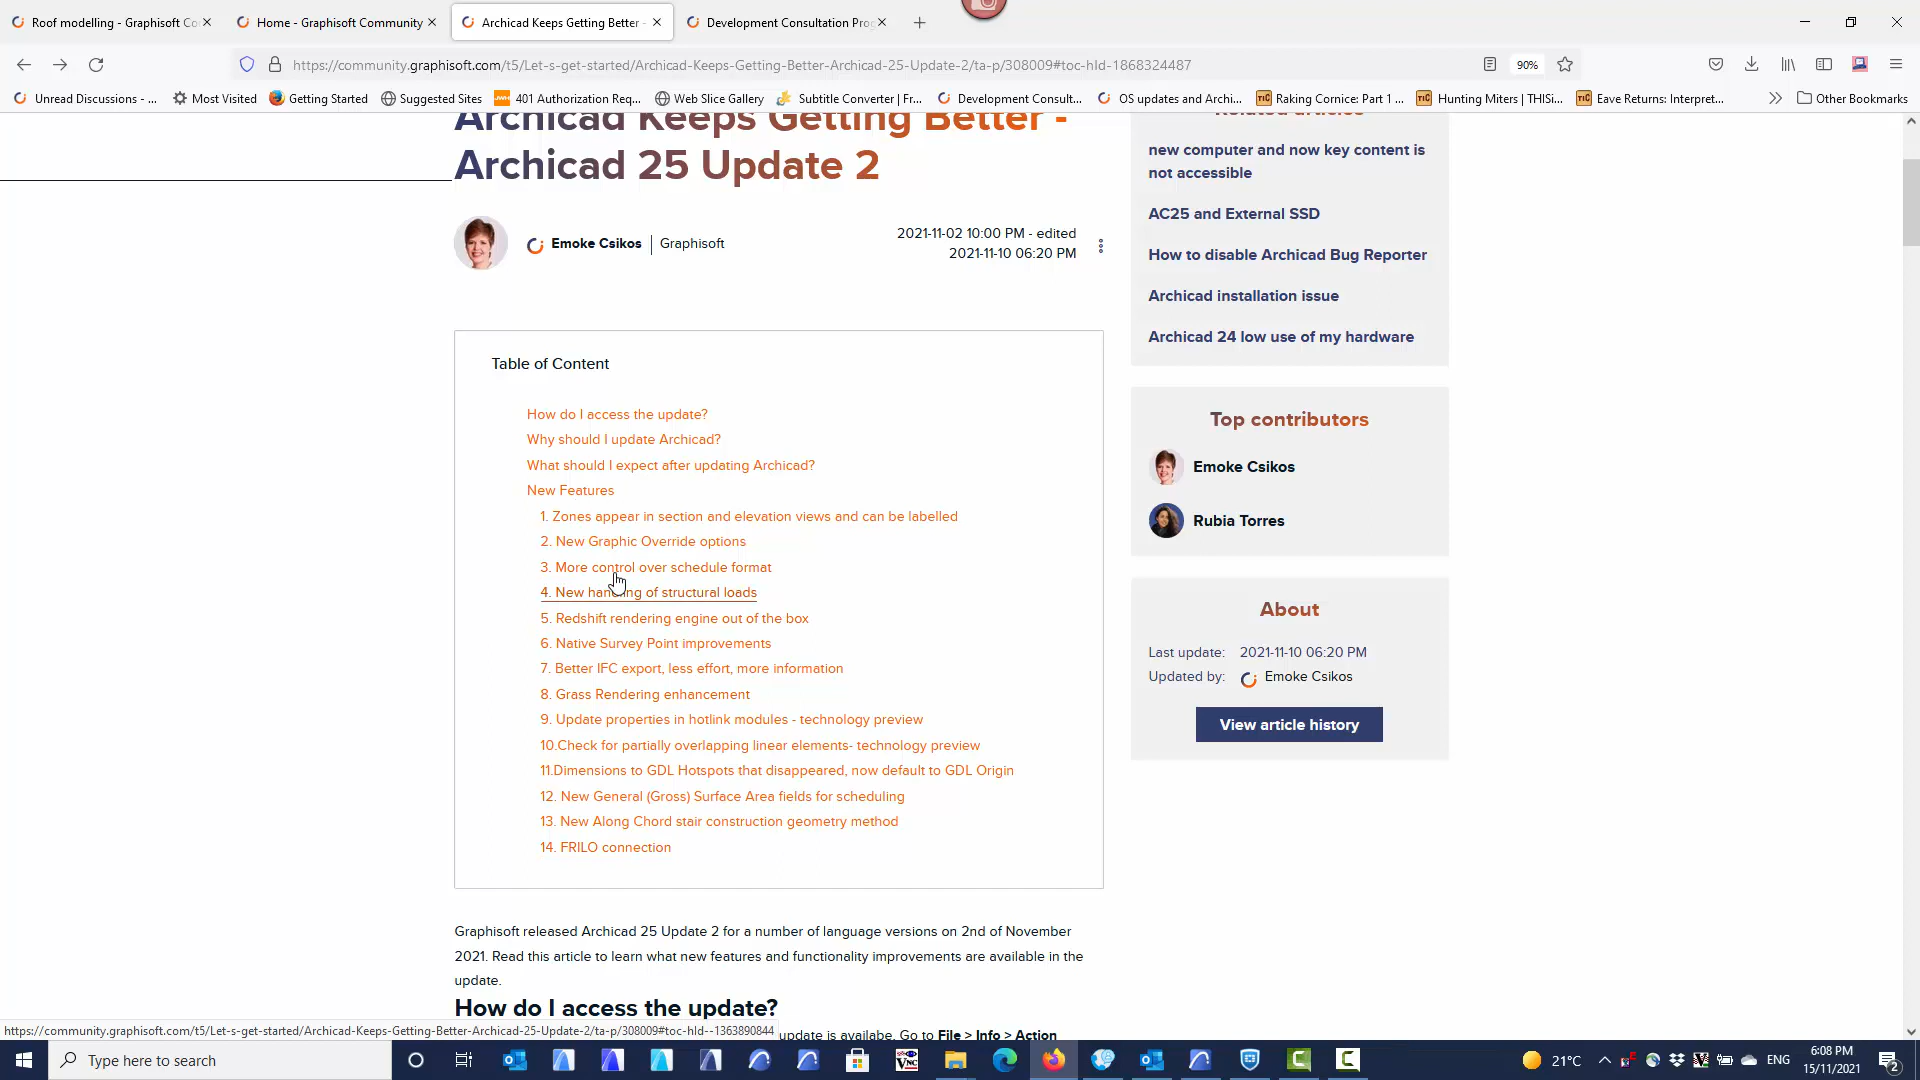 Roof modelling - Graphisoft Co
Home - Graphisoft Community
Archicad Keeps Getting Better -
Development Consultation Prog
https://community.graphisoft.com/t5/Let-s-get-started/Archicad-Keeps-Getting-Better-Archicad-25-Update-2/ta-p/308009#toc-hId-1868324487
90%
Unread Discussions - ...
Most Visited
Getting Started
Suggested Sites
401 Authorization Req...
Web Slice Gallery
Subtitle Converter | Fr...
Development Consult...
OS updates and Archi...
Raking Cornice: Part 1 ...
Hunting Miters | THISi...
Eave Returns: Interpret...
Other Bookmarks
Archicad Keeps Getting Better -
Archicad 25 Update 2
Emoke Csikos
Graphisoft
2021-11-02 10:00 PM - edited
2021-11-10 06:20 PM
Table of Content
How do I access the update?
Why should I update Archicad?
What should I expect after updating Archicad?
New Features
1. Zones appear in section and elevation views and can be labelled
2. New Graphic Override options
3. More control over schedule format
4. New handling of structural loads
5. Redshift rendering engine out of the box
6. Native Survey Point improvements
7. Better IFC export, less effort, more information
8. Grass Rendering enhancement
9. Update properties in hotlink modules - technology preview
10.Check for partially overlapping linear elements- technology preview
11.Dimensions to GDL Hotspots that disappeared, now default to GDL Origin
12. New General (Gross) Surface Area fields for scheduling
13. New Along Chord stair construction geometry method
14. FRILO connection
Graphisoft released Archicad 25 Update 2 for a number of language versions on 2nd of November
2021. Read this article to learn what new features and functionality improvements are available in the
update.
How do I access the update?
update is availabe. Go to File > Info > Action
Related articles
new computer and now key content is
not accessible
AC25 and External SSD
How to disable Archicad Bug Reporter
Archicad installation issue
Archicad 24 low use of my hardware
Top contributors
Emoke Csikos
Rubia Torres
About
Last update: 2021-11-10 06:20 PM
Updated by: Emoke Csikos
View article history
https://community.graphisoft.com/t5/Let-s-get-started/Archicad-Keeps-Getting-Better-Archicad-25-Update-2/ta-p/308009#toc-hId--1363890844
Type here to search
21°C
ENG
6:08 PM
15/11/2021
2